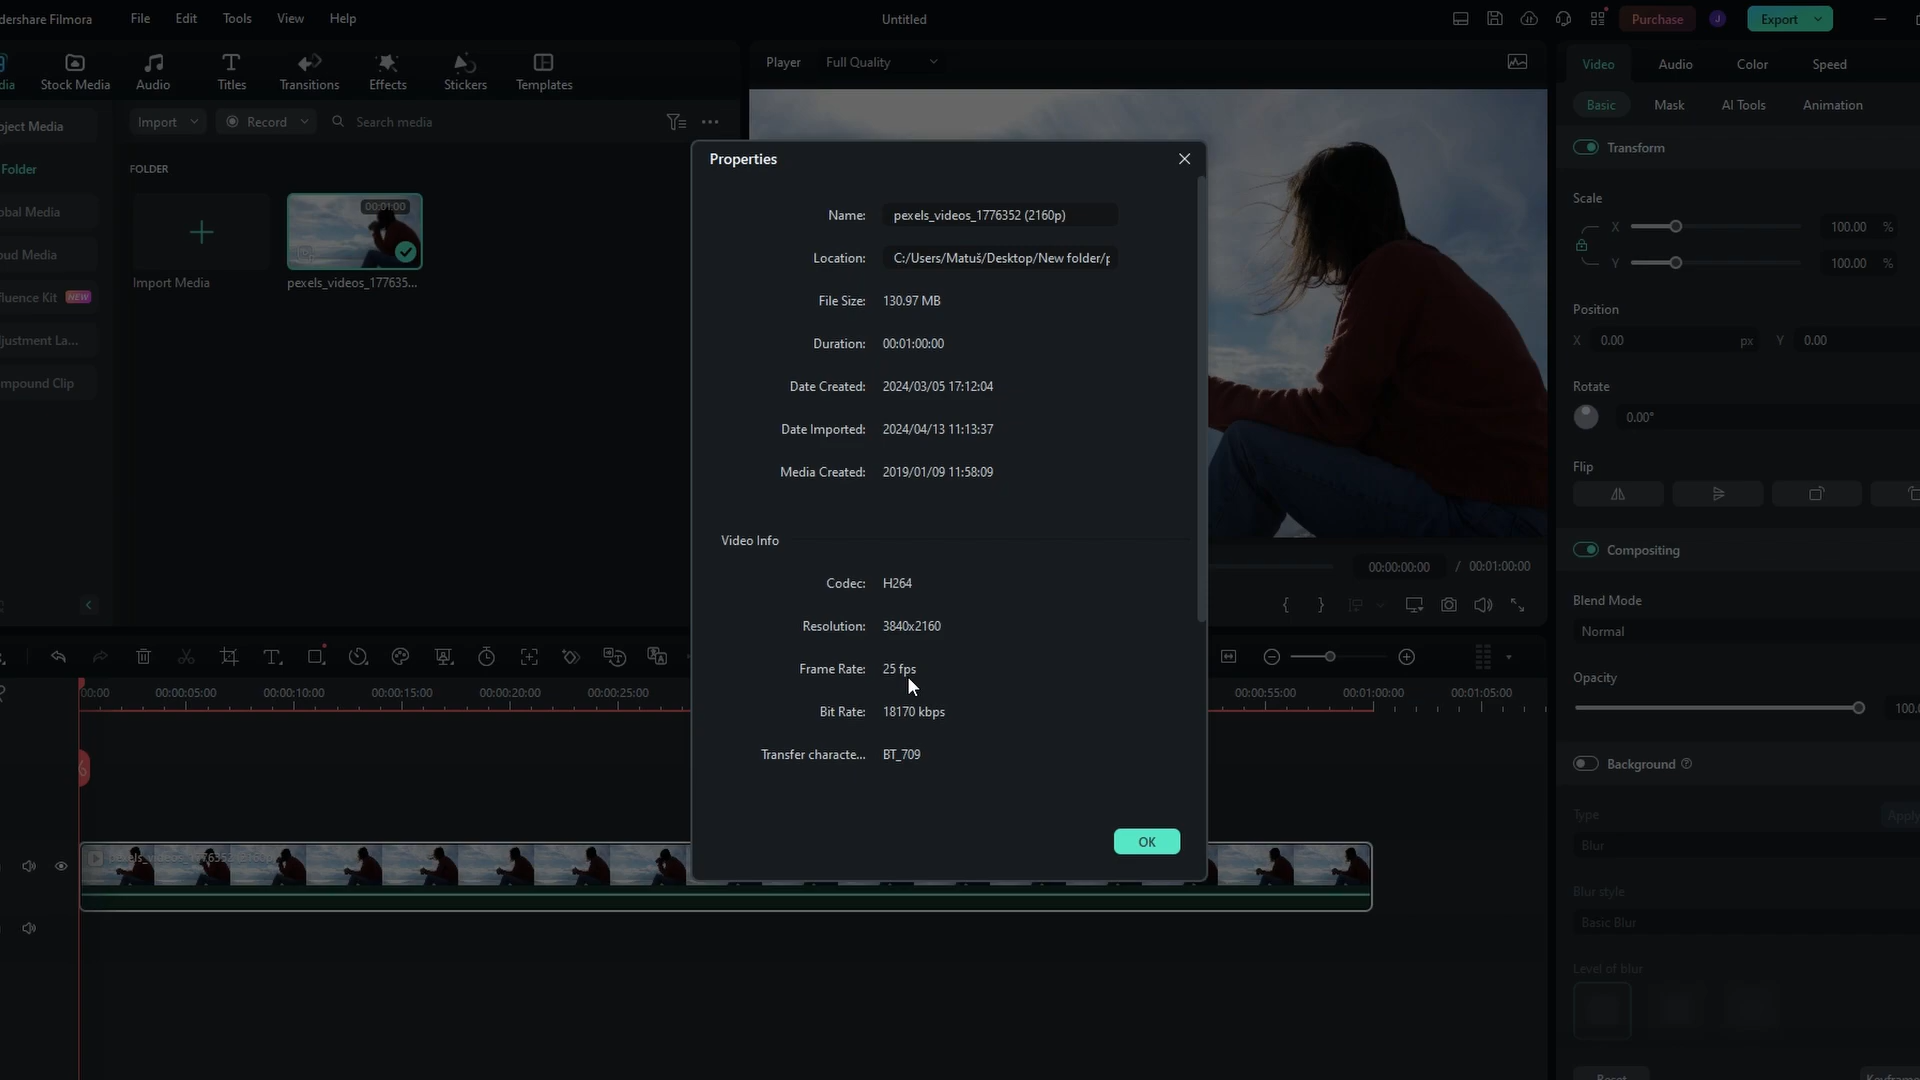 dershare Filmora
File
Edit
Tools
View
Help
Untitled
Purchase
J
Export
dia
Stock Media
Audio
Titles
Transitions
Effects
Stickers
Templates
Player
Full Quality
Video
Audio
Color
Speed
oject Media
Import
Record
Search media
Basic
Mask
AI Tools
Animation
Folder
FOLDER
Properties
Transform
obal Media
00:01:00
Name:
pexels_videos_1776352 (2160p)
Scale
X
100.00
%
oud Media
Location:
C:/Users/Matuš/Desktop/New folder/p
Y
100.00
%
Import Media
pexels_videos_177635...
fluence Kit
NEW
File Size:
130.97 MB
Position
justment La...
Duration:
00:01:00:00
X
0.00
px
Y
0.00
mpound Clip
Date Created:
2024/03/05 17:12:04
Rotate
0.00°
Date Imported:
2024/04/13 11:13:37
Media Created:
2019/01/09 11:58:09
Flip
Video Info
Compositing
00:00:00:00
/
00:01:00:00
Codec:
H264
Blend Mode
Resolution:
3840x2160
Normal
Frame Rate:
25 fps
Opacity
00:00
00:00:05:00
00:00:10:00
00:00:15:00
00:00:20:00
00:00:25:00
00:00:55:00
00:01:00:00
00:01:05:00
Bit Rate:
18170 kbps
100.0
Transfer characte...
BT_709
Background
Type
Apply
Blur
OK
pexels_videos_1776352 (2160p)
Blur style
Basic Blur
Level of blur
Reset
Keyframe